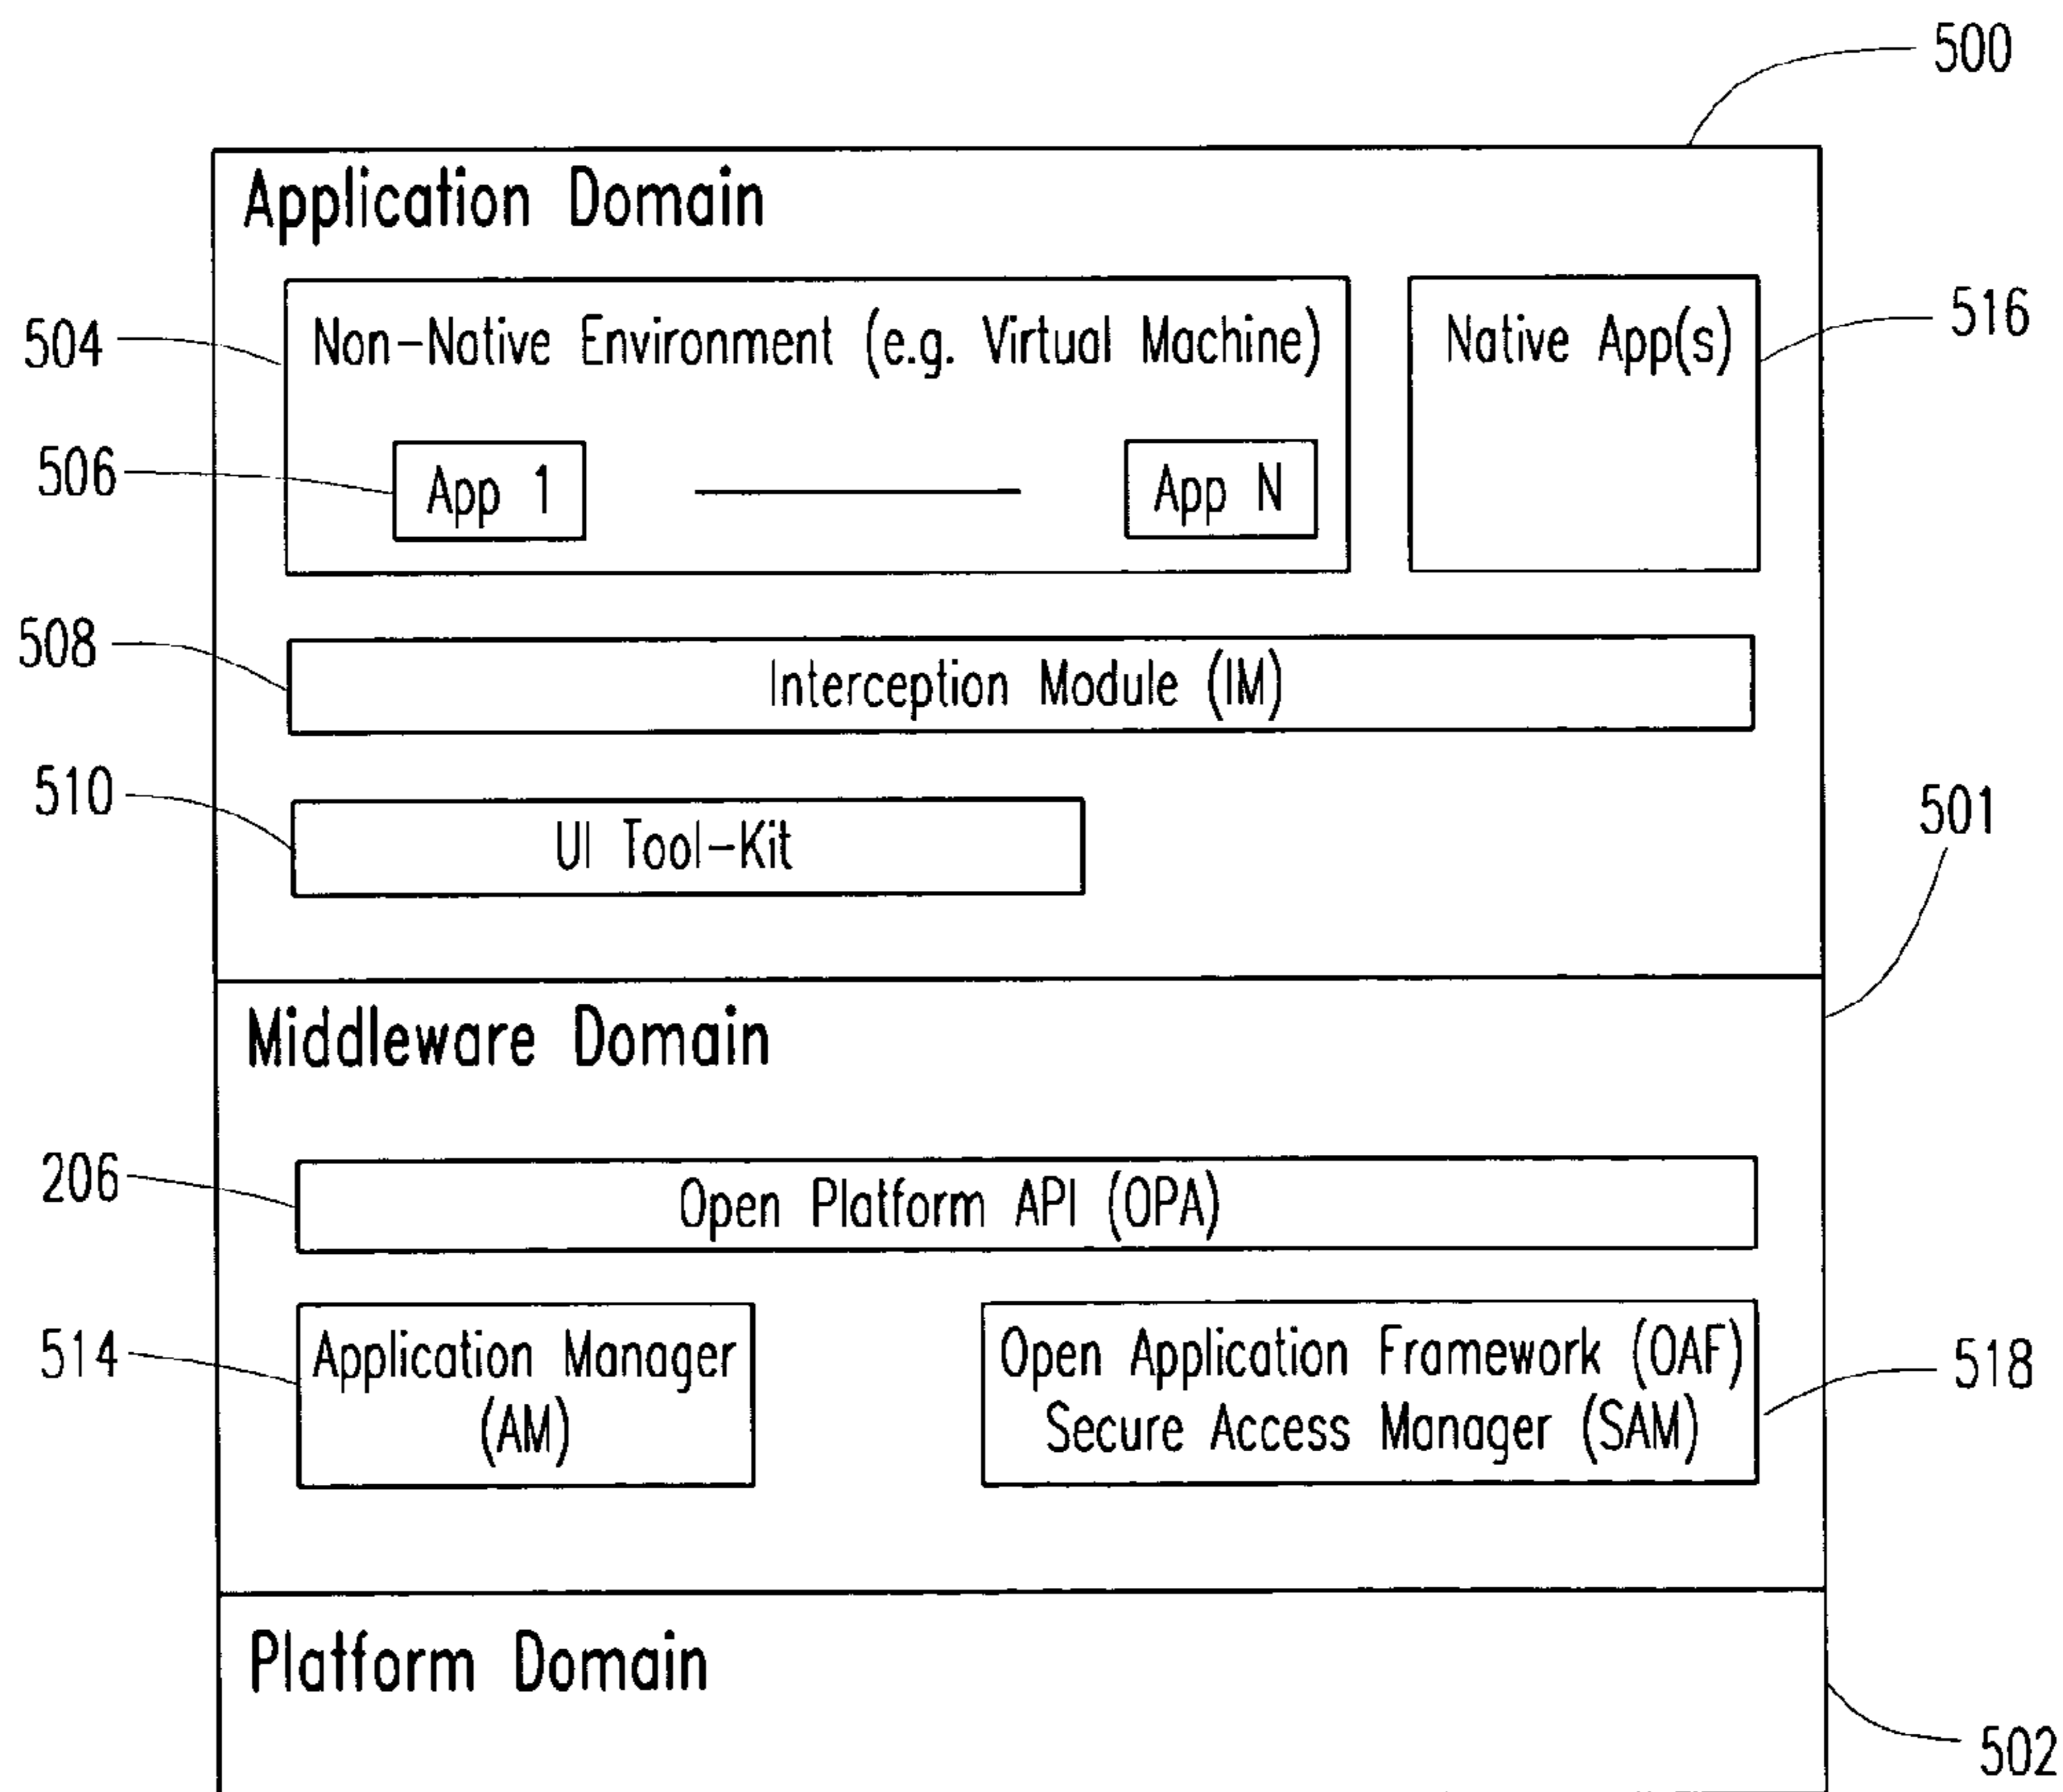 500
Application Domain
504
Non-Native Environment (e.g. Virtual Machine)
Native App(s)
516
506
App 1
App N
508
Interception Module (IM)
510
UI Tool-Kit
501
Middleware Domain
206
Open Platform API (OPA)
514
Application Manager
(AM)
Open Application Framework (OAF)
Secure Access Manager (SAM)
518
Platform Domain
502